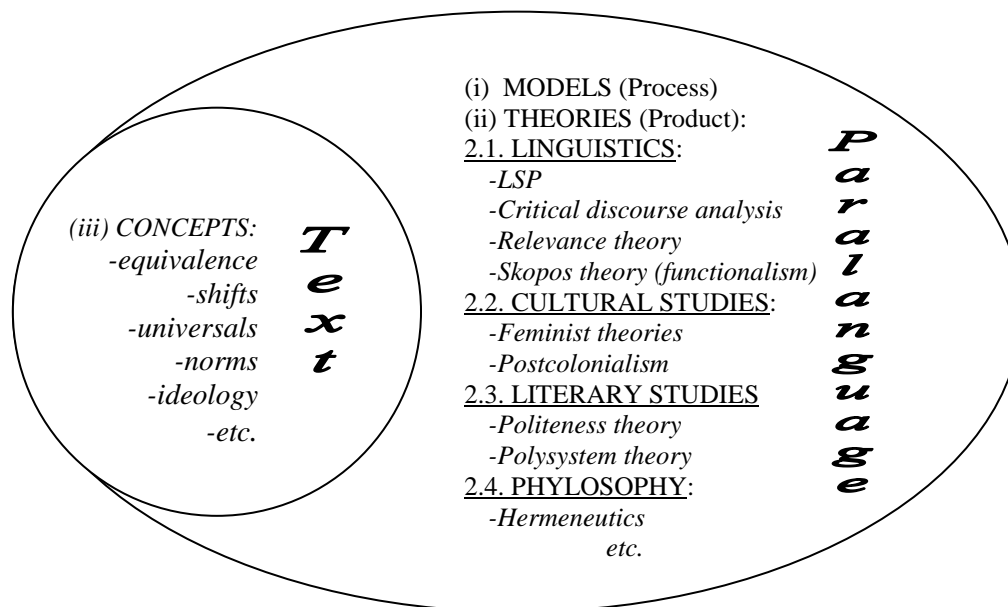 (iii) CONCEPTS:
-equivalence
-shifts
-universals
-norms
-ideology
-etc.
Text
(i) MODELS (Process)
(ii) THEORIES (Product):
2.1. LINGUISTICS:
-LSP
-Critical discourse analysis
-Relevance theory
-Skopos theory (functionalism)
2.2. CULTURAL STUDIES:
-Feminist theories
-Postcolonialism
2.3. LITERARY STUDIES
-Politeness theory
-Polysystem theory
2.4. PHYLOSOPHY:
-Hermeneutics
etc.
Paralanguage